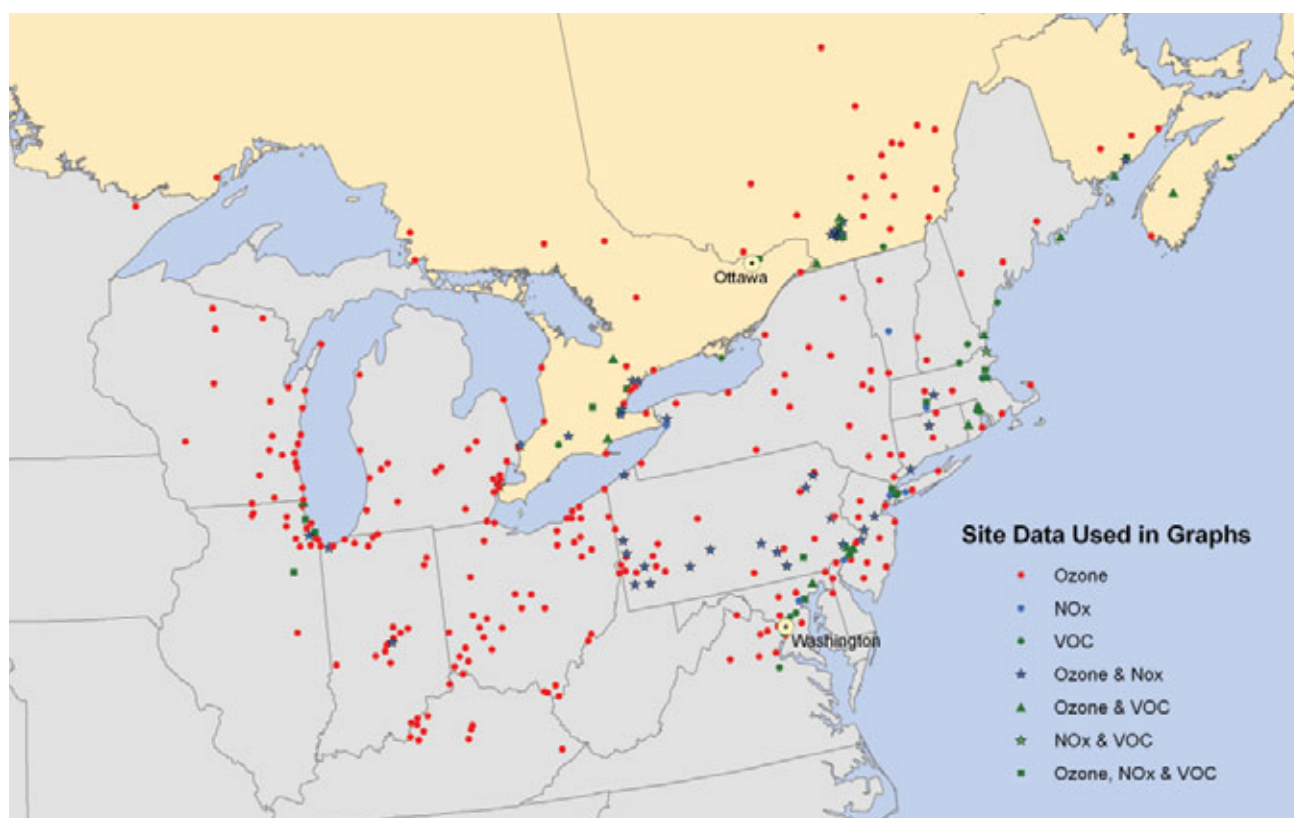 Ottawa
Site Data Used in Graphs
Ozone
NOx
VOC
Washington
Ozone & Nox
Ozone & VOC
NOx & VOC
Ozone, NOx & VOC